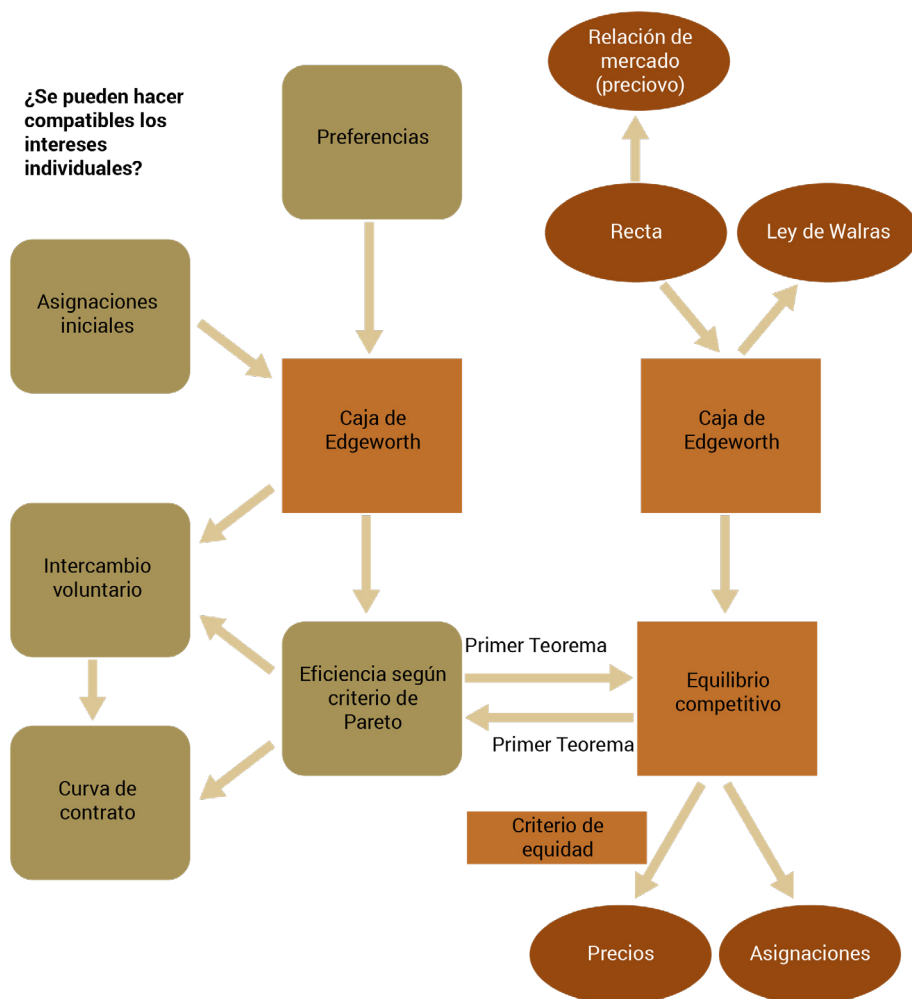 Relación de
mercado
(preciovo)
¿Se pueden hacer
compatibles los
intereses
individuales?
Preferencias
Recta
Ley de Walras
Asignaciones
iniciales
Caja de
Edgeworth
Caja de
Edgeworth
Intercambio
voluntario
Primer Teorema
Eficiencia según
criterio de
Pareto
Equilibrio
competitivo
Primer Teorema
Curva de
contrato
Criterio de
equidad
Precios
Asignaciones